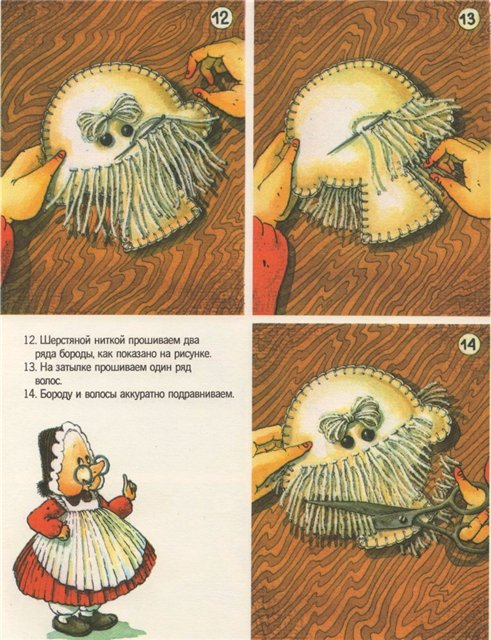 12
13
12. Шерстяной ниткой прошиваем два
ряда бороды, как показано на рисунке.
13. На затылке прошиваем один ряд
волос.
14. Бороду и волосы аккуратно подравниваем.
14